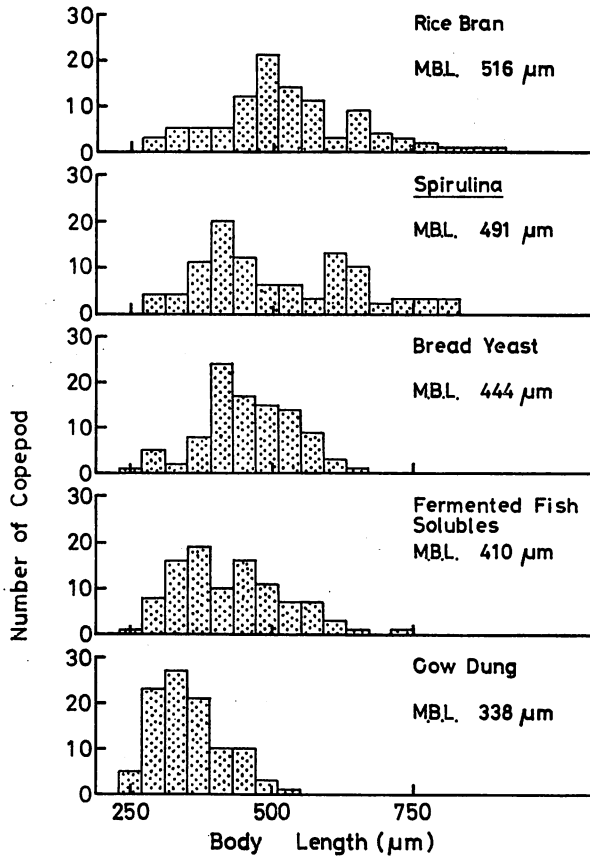 30
20
10
0
Rice Bran
M.B.L. 516 µm
30
20
10
0
Spirulina
M.B.L. 491 µm
30
20
10
0
Bread Yeast
M.B.L. 444 µm
30
20
10
0
Fermented Fish
Solubles
M.B.L. 410 µm
30
20
10
0
Cow Dung
M.B.L. 338 µm
250 500 750
Body Length (µm)
Number of Copepod